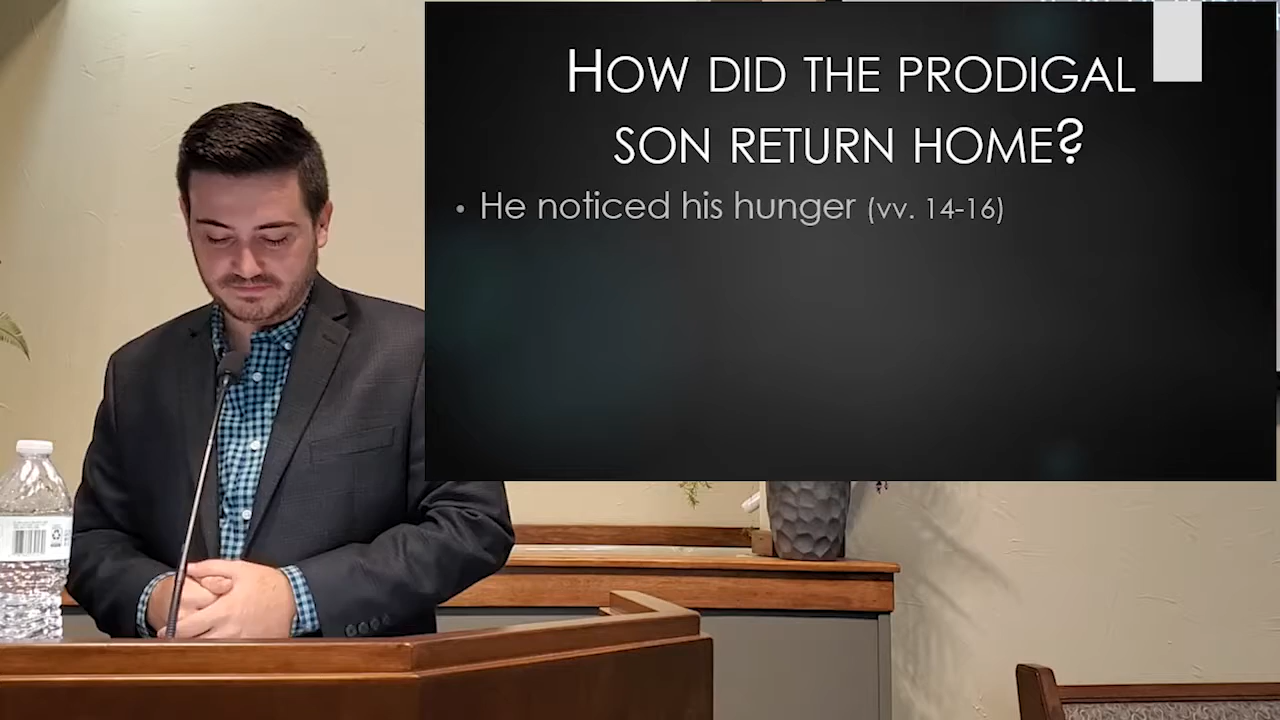 HOW DID THE PRODIGAL
SON RETURN HOME?
• He noticed his hunger (vv. 14-16)